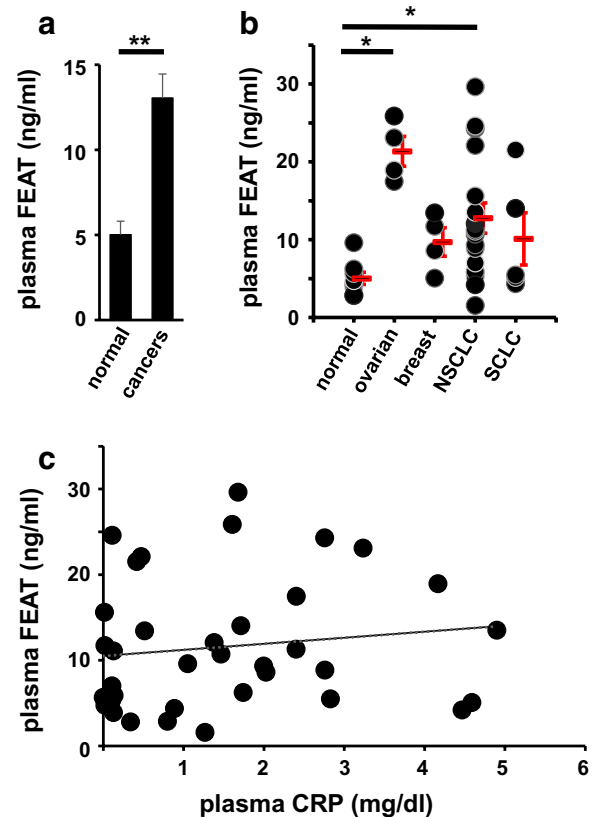 a
**
plasma FEAT (ng/ml)
15
10
5
0
normal
cancers
b
*
*
plasma FEAT (ng/ml)
30
20
10
0
normal
ovarian
breast
NSCLC
SCLC
c
plasma FEAT (ng/ml)
30
20
10
0
1
2
3
4
5
6
plasma CRP (mg/dl)